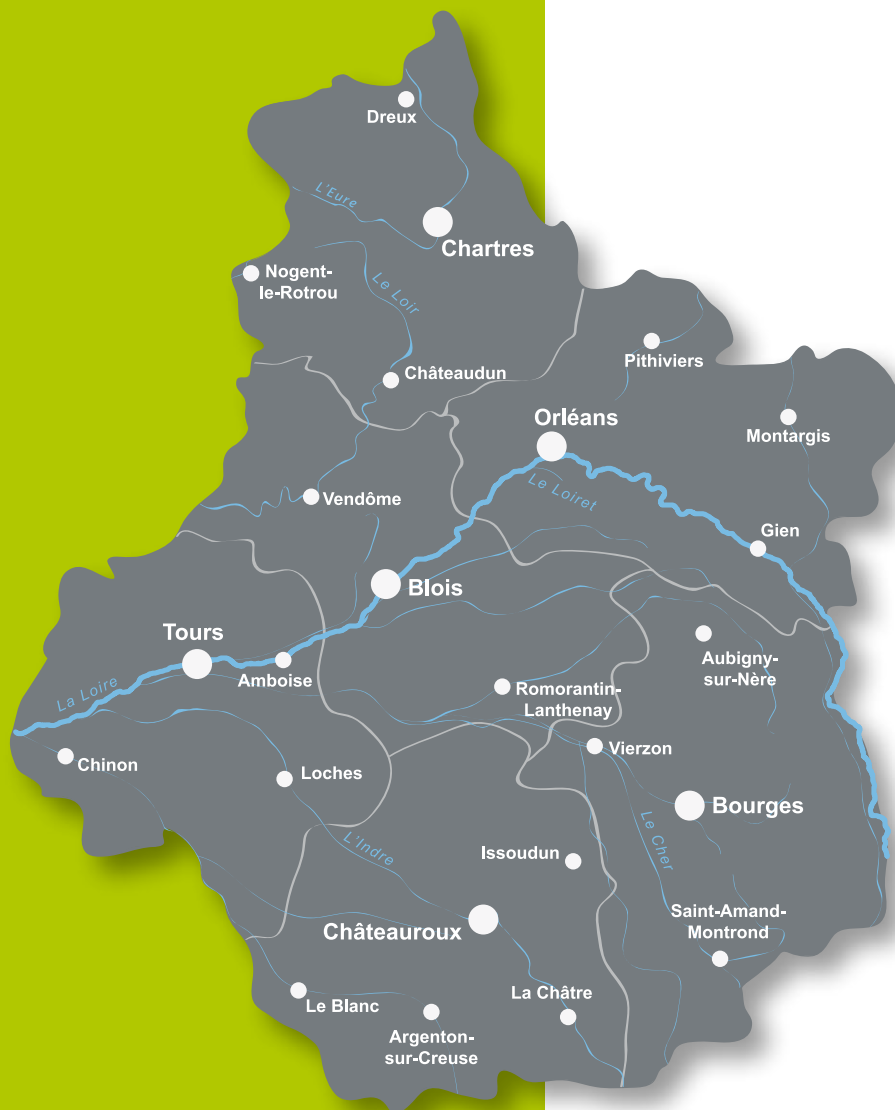 Dreux
L'Eure
Chartres
Nogent-
le-Rotrou
Le Loir
Pithiviers
Châteaudun
Orléans
Montargis
Le Loiret
Vendôme
Gien
Blois
Tours
Aubigny-
sur-Nère
Amboise
La Loire
Romorantin-
Lanthenay
Vierzon
Chinon
Loches
Bourges
Le Cher
L'Indre
Issoudun
Saint-Amand-
Montrond
Châteauroux
La Châtre
Le Blanc
Argenton-
sur-Creuse